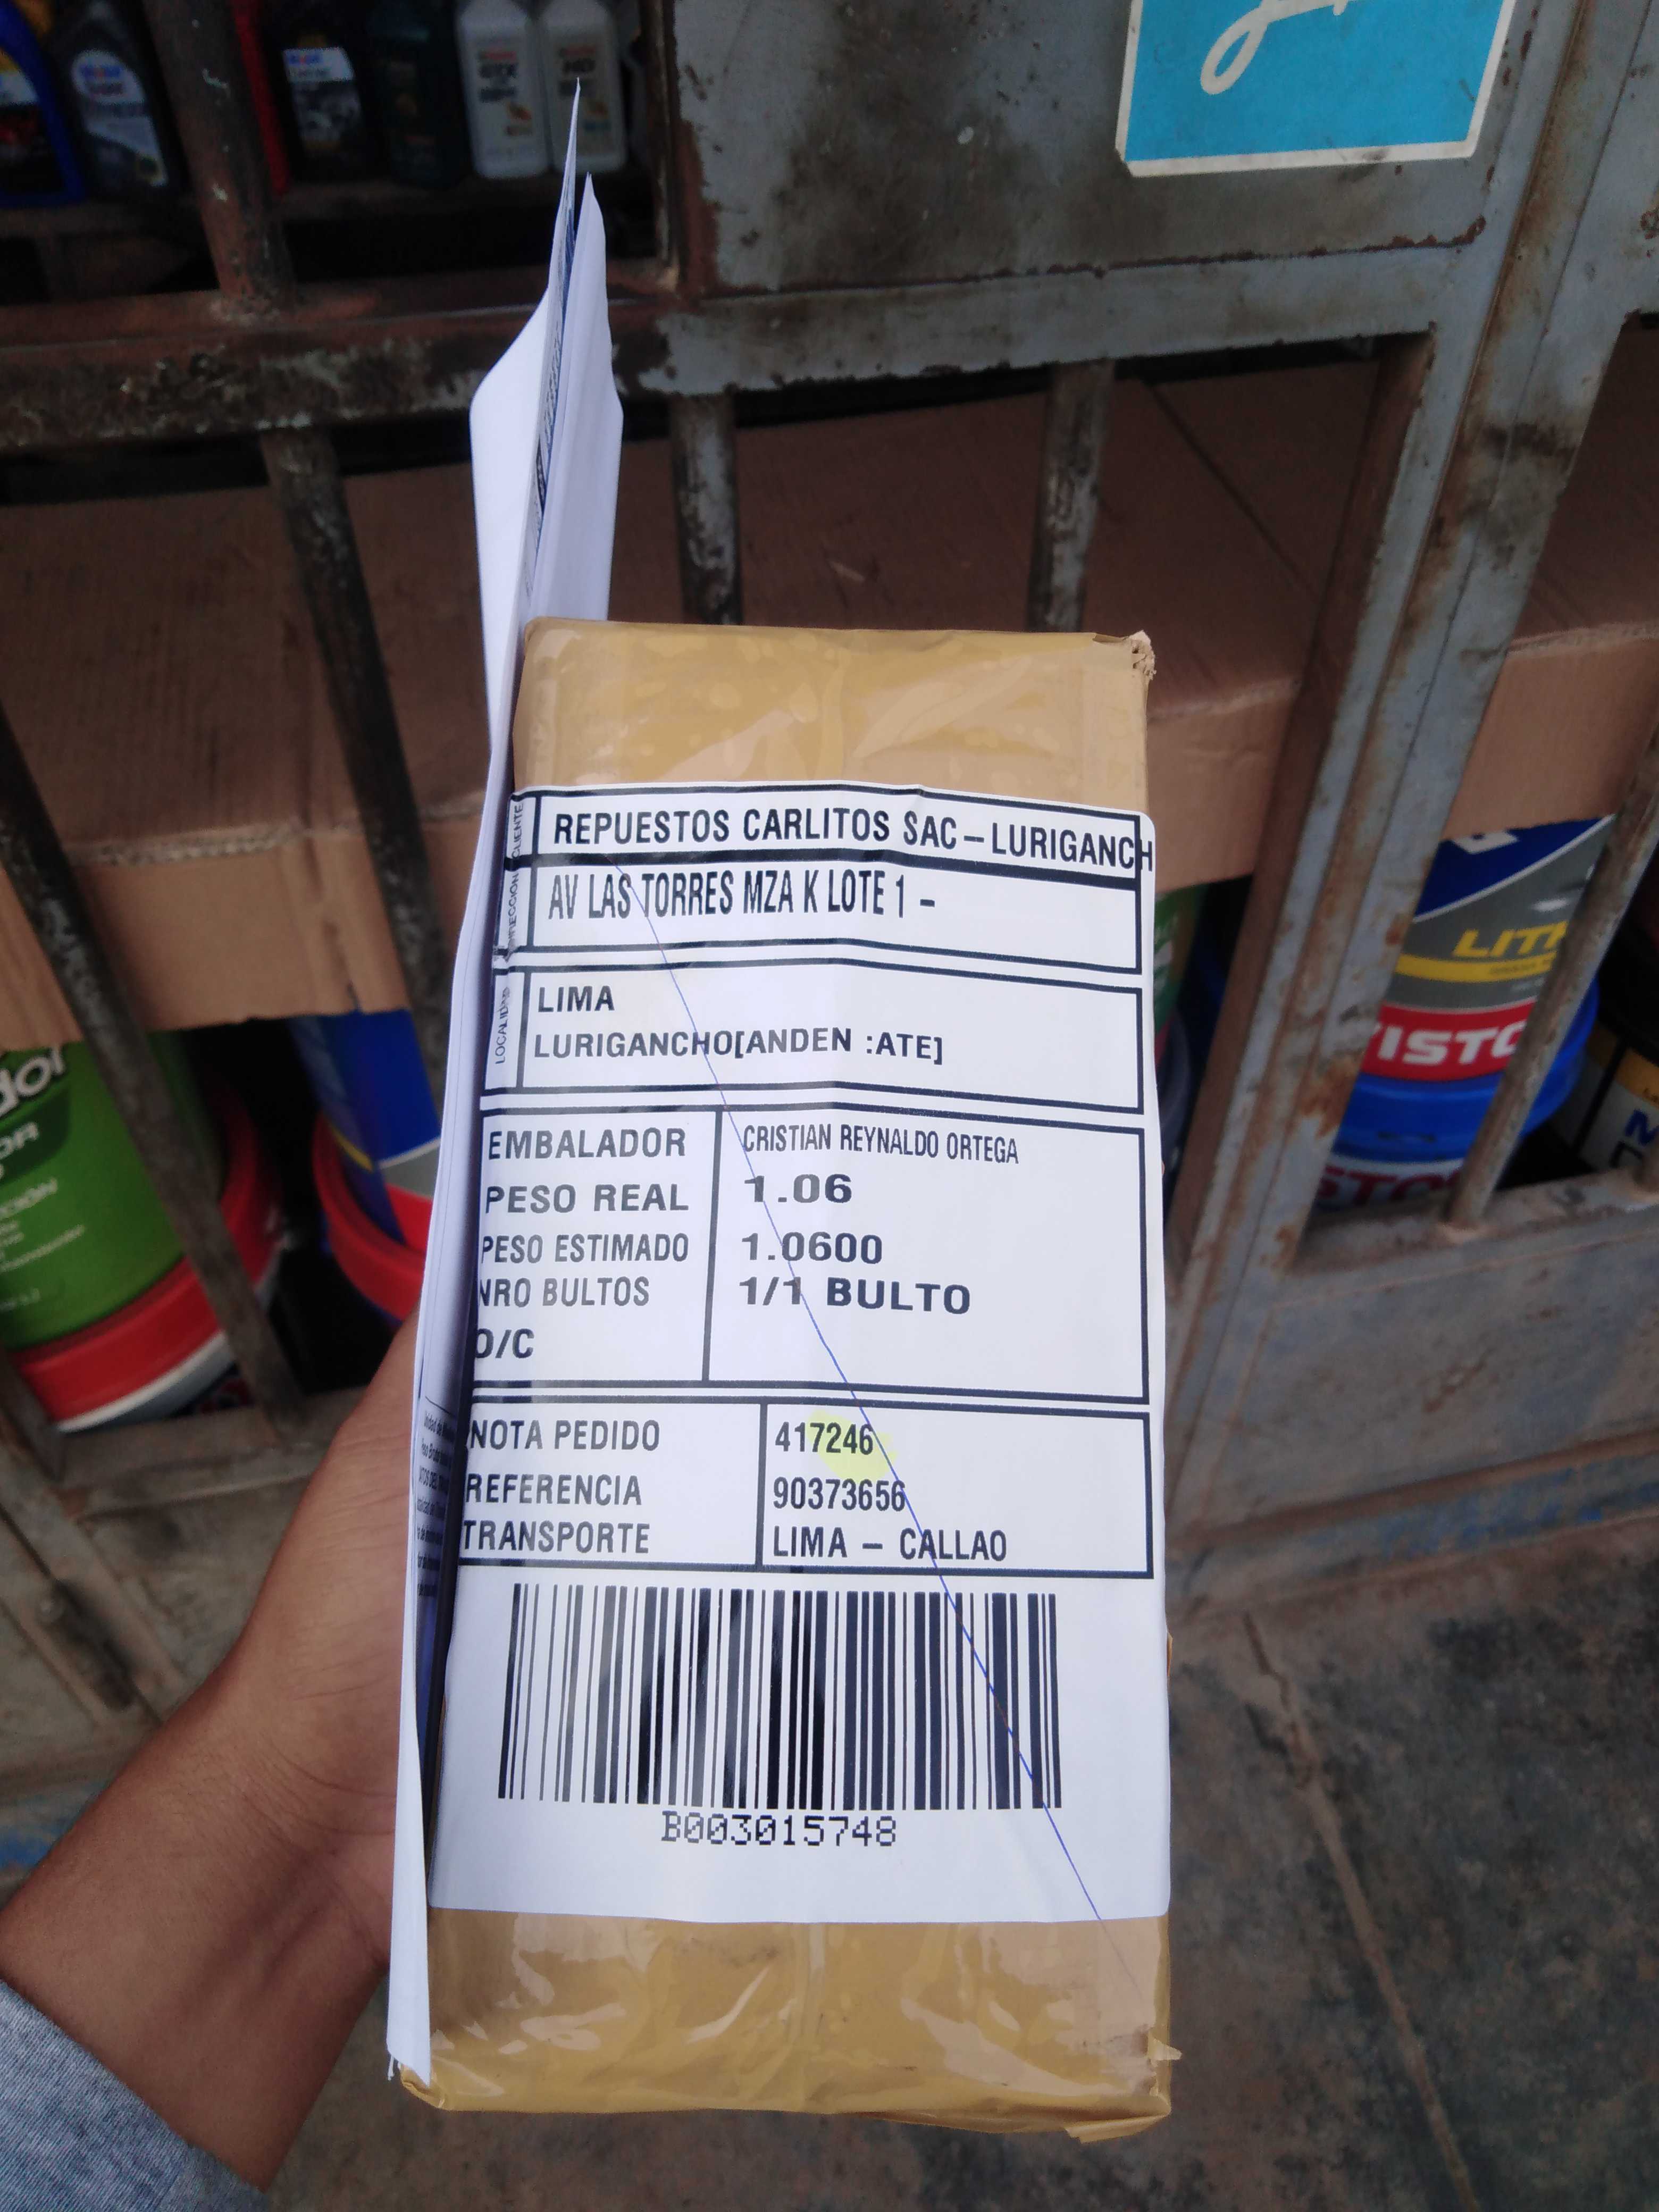 CLIENTE
REPUESTOS CARLITOS SAC – LURIGANCH
AV LAS TORRES MZA K LOTE 1 -
LOCALIDAD
LIMA
LURIGANCHO[ANDEN :ATE]
EMBALADOR CRISTIAN REYNALDO ORTEGA
PESO REAL 1.06
PESO ESTIMADO 1.0600
NRO BULTOS 1/1 BULTO
O/C
NOTA PEDIDO 417246
REFERENCIA 90373656
TRANSPORTE LIMA – CALLAO
B003015748